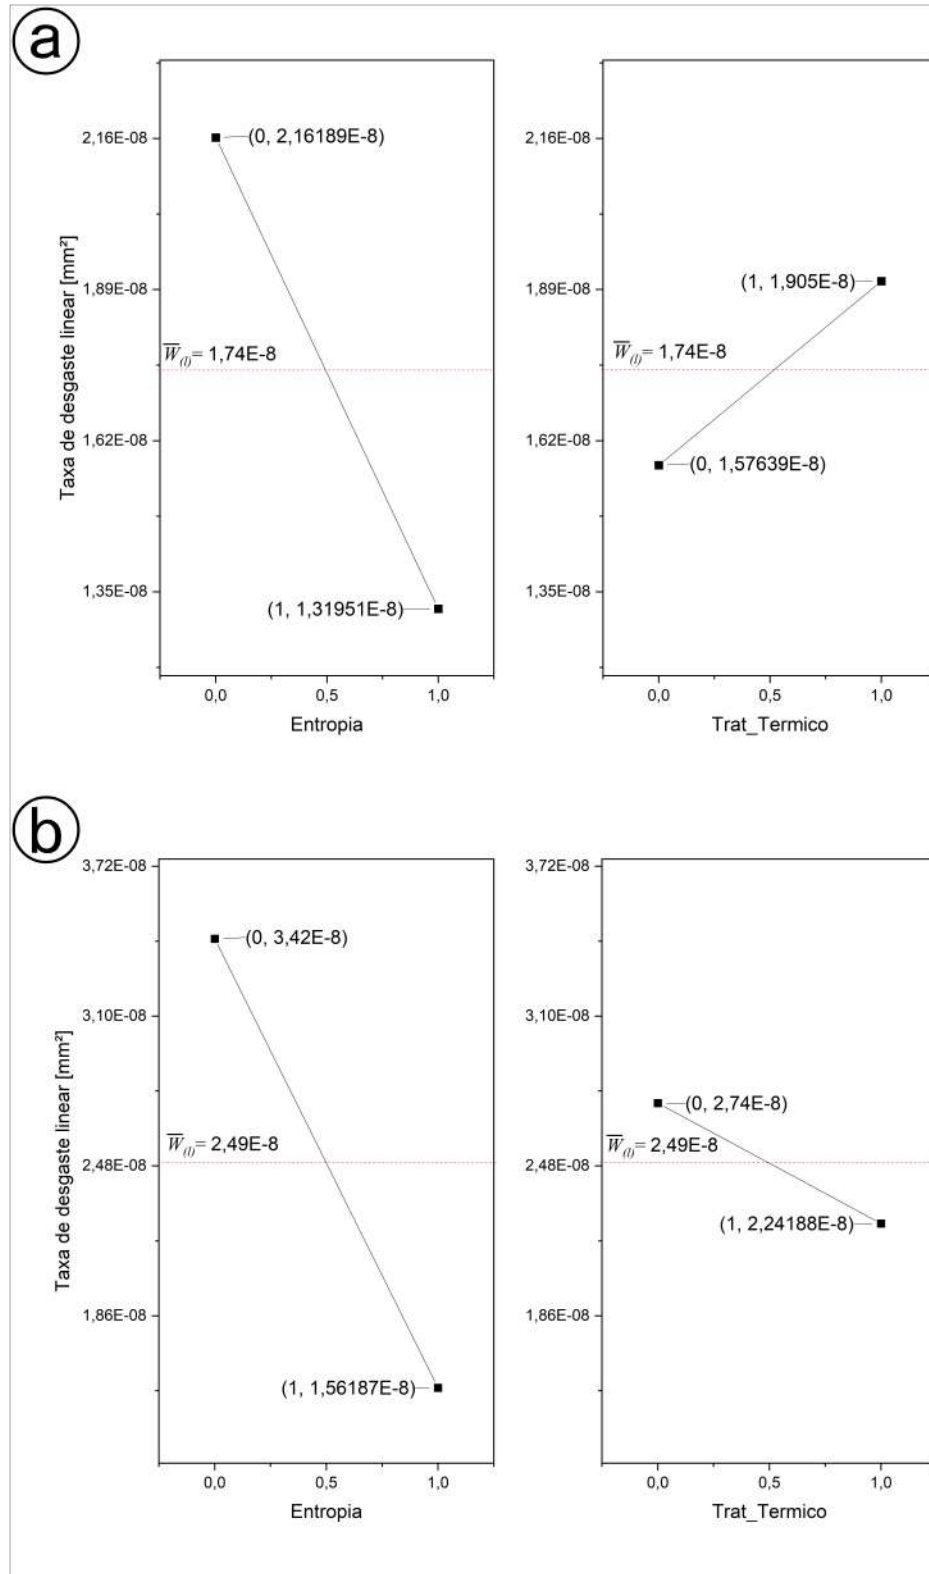 a
2,16E-08
1,89E-08
1,62E-08
1,35E-08
Taxa de desgaste linear [mm²]
(0, 2,16189E-8)
W̅(l)= 1,74E-8
(1, 1,31951E-8)
0,0 0,5 1,0
Entropia
2,16E-08
1,89E-08
1,62E-08
1,35E-08
(1, 1,905E-8)
W̅(l)= 1,74E-8
(0, 1,57639E-8)
0,0 0,5 1,0
Trat_Termico
b
3,72E-08
3,10E-08
2,48E-08
1,86E-08
Taxa de desgaste linear [mm²]
(0, 3,42E-8)
W̅(l)= 2,49E-8
(1, 1,56187E-8)
0,0 0,5 1,0
Entropia
3,72E-08
3,10E-08
2,48E-08
1,86E-08
(0, 2,74E-8)
W̅(l)= 2,49E-8
(1, 2,24188E-8)
0,0 0,5 1,0
Trat_Termico